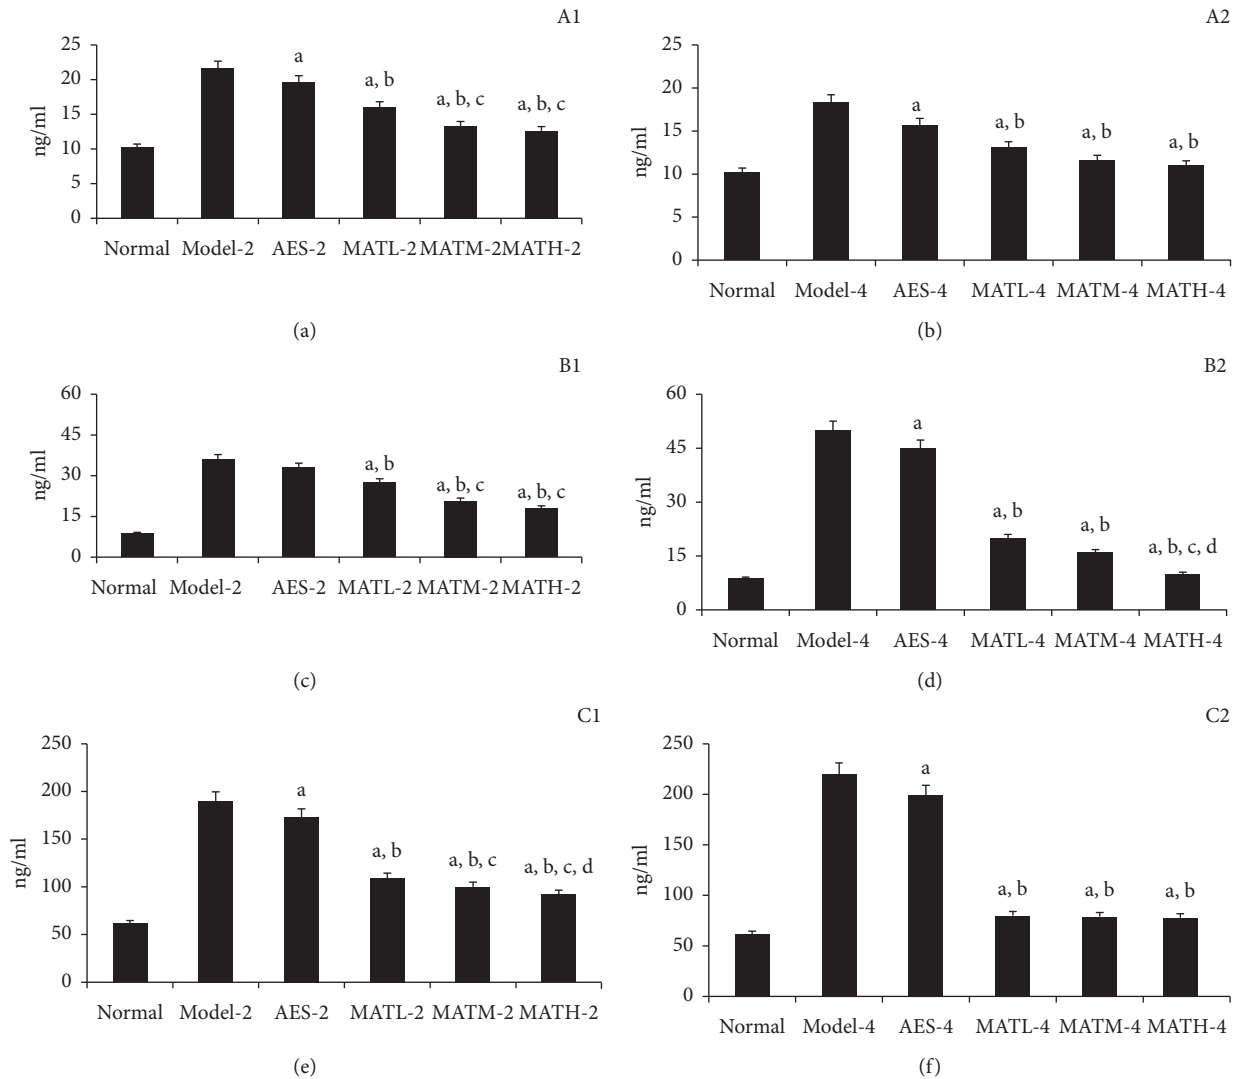 A1
25
20
15
10
5
0
ng/ml
a
a, b
a, b, c
a, b, c
Normal Model-2 AES-2 MATL-2 MATM-2 MATH-2
(a)
A2
25
20
15
10
5
0
ng/ml
a
a, b
a, b
a, b
Normal Model-4 AES-4 MATL-4 MATM-4 MATH-4
(b)
B1
60
45
30
15
0
ng/ml
a, b
a, b, c
a, b, c
Normal Model-2 AES-2 MATL-2 MATM-2 MATH-2
(c)
B2
60
45
30
15
0
ng/ml
a
a, b
a, b
a, b, c, d
Normal Model-4 AES-4 MATL-4 MATM-4 MATH-4
(d)
C1
250
200
150
100
50
0
ng/ml
a
a, b
a, b, c
a, b, c, d
Normal Model-2 AES-2 MATL-2 MATM-2 MATH-2
(e)
C2
250
200
150
100
50
0
ng/ml
a
a, b
a, b
a, b
Normal Model-4 AES-4 MATL-4 MATM-4 MATH-4
(f)